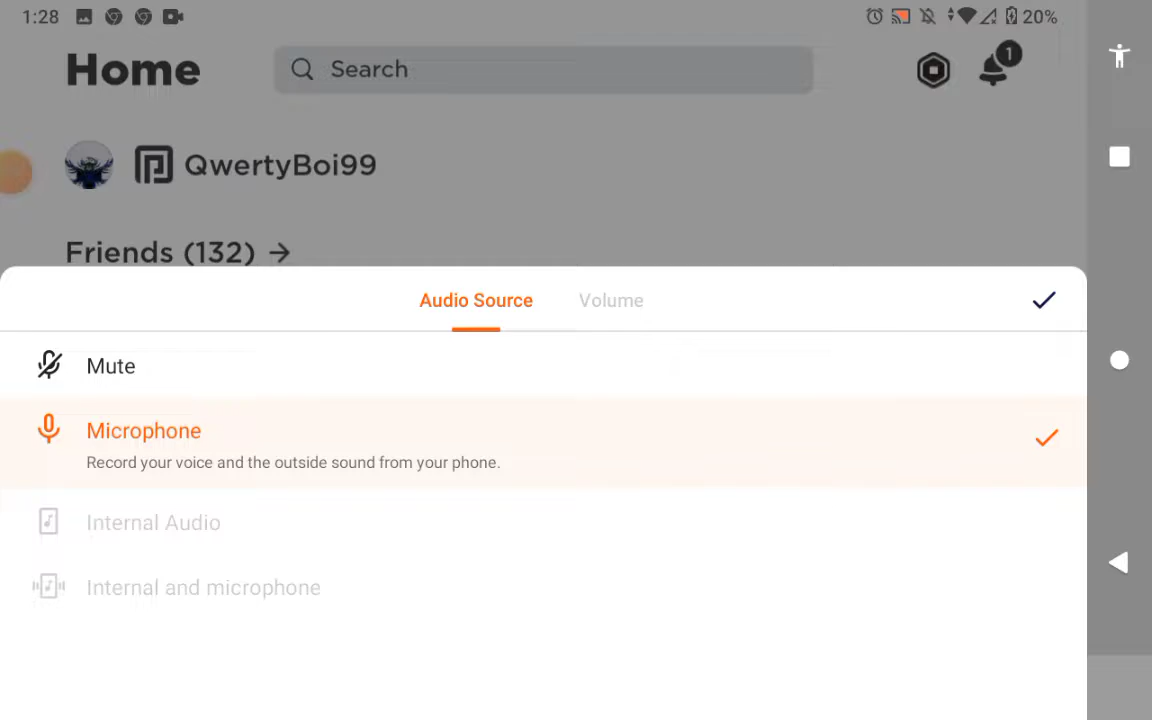 1:28 20%
Home Search 1
QwertyBoi99
Friends (132) →
Audio Source Volume
Mute
Microphone
Record your voice and the outside sound from your phone.
Internal Audio
Internal and microphone